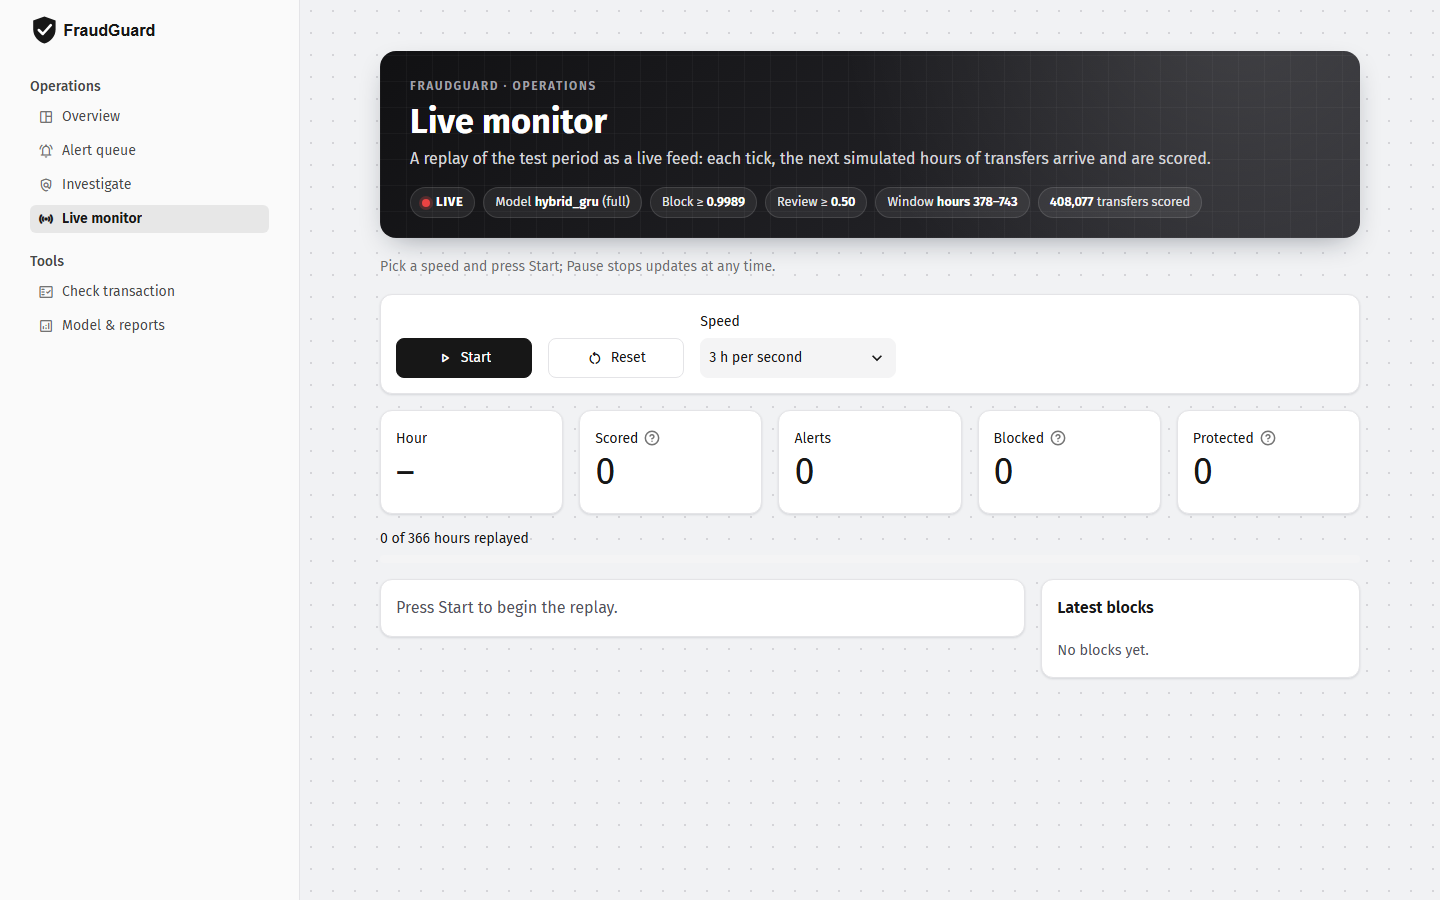 FraudGuard
Operations
Overview
Alert queue
Investigate
Live monitor
Tools
Check transaction
Model & reports
FRAUDGUARD · OPERATIONS
Live monitor
A replay of the test period as a live feed: each tick, the next simulated hours of transfers arrive and are scored.
LIVE
Model hybrid_gru (full)
Block ≥ 0.9989
Review ≥ 0.50
Window hours 378–743
408,077 transfers scored
Pick a speed and press Start; Pause stops updates at any time.
Speed
Start
Reset
3 h per second
Hour
–
Scored
0
Alerts
0
Blocked
0
Protected
0
0 of 366 hours replayed
Press Start to begin the replay.
Latest blocks
No blocks yet.